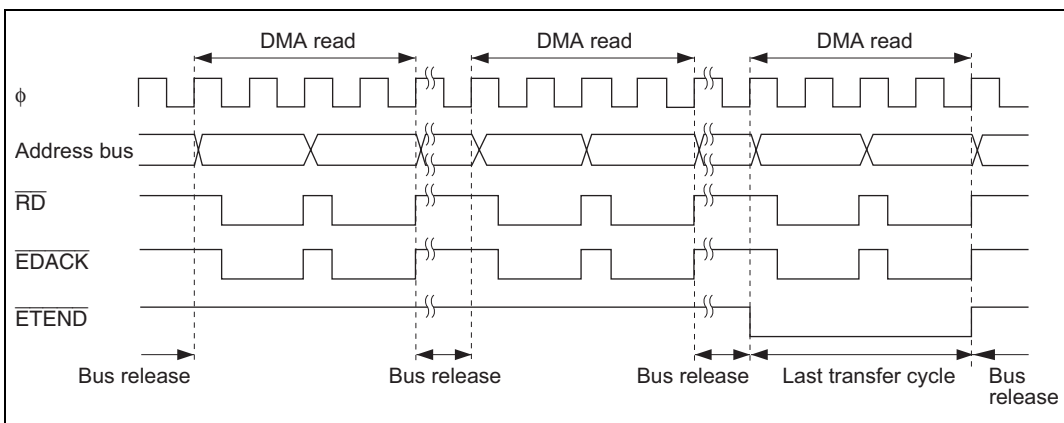 DMA read DMA read DMA read
ϕ
Address bus
RD
EDACK
ETEND
Bus release Bus release Bus release Last transfer cycle Bus
release